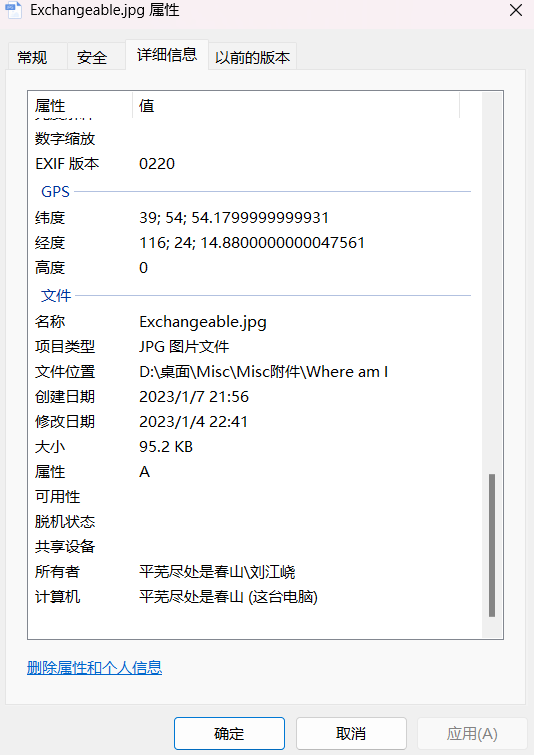 Exchangeable.jpg 属性
常规 安全 详细信息 以前的版本
属性 值
数字缩放
EXIF 版本 0220
GPS
纬度 39; 54; 54.1799999999931
经度 116; 24; 14.8800000000047561
高度 0
文件
名称 Exchangeable.jpg
项目类型 JPG 图片文件
文件位置 D:\桌面\Misc\Misc附件\Where am I
创建日期 2023/1/7 21:56
修改日期 2023/1/4 22:41
大小 95.2 KB
属性 A
可用性
脱机状态
共享设备
所有者 平芜尽处是春山\刘江峣
计算机 平芜尽处是春山 (这台电脑)
删除属性和个人信息
确定 取消 应用(A)